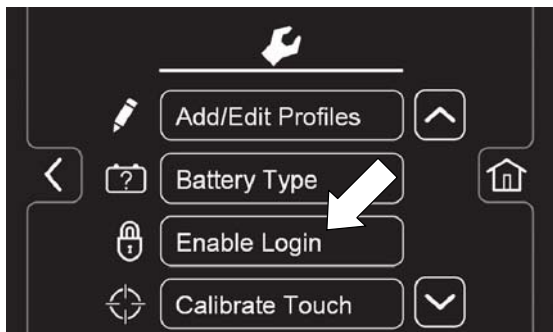 Add/Edit Profiles
?
Battery Type
Enable Login
Calibrate Touch